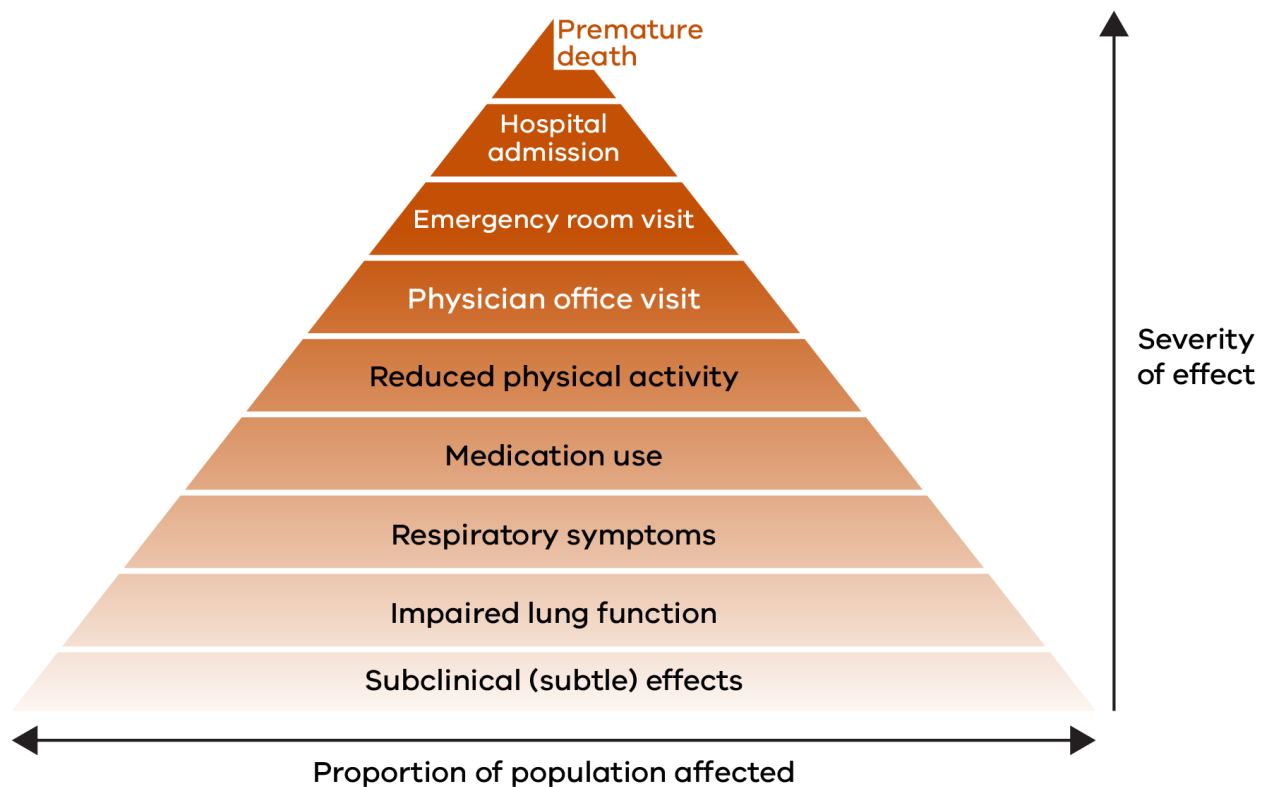 Premature
death
Hospital
admission
Emergency room visit
Physician office visit
Severity
of effect
Reduced physical activity
Medication use
Respiratory symptoms
Impaired lung function
Subclinical (subtle) effects
Proportion of population affected